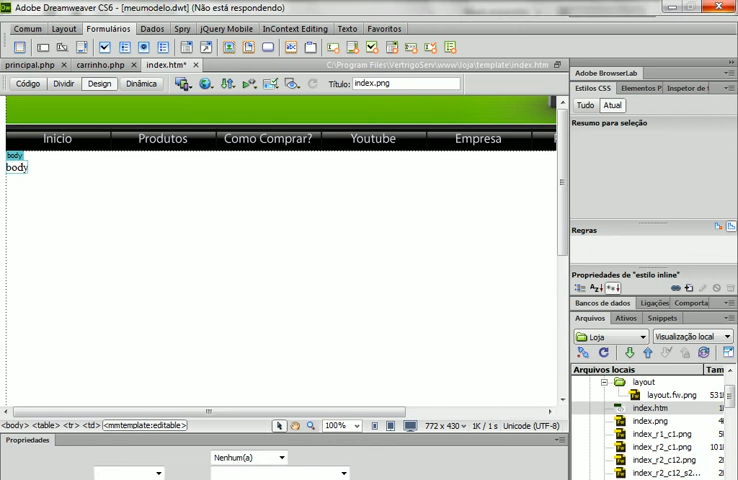 Dw Adobe Dreamweaver CS6 - [meumodelo.dwt] (Não está respondendo)
Comum Layout Formulários Dados Spry jQuery Mobile InContext Editing Texto Favoritos
principal.php × carrinho.php × index.htm* × C:\Program Files\VertrigoServ\www\loja\template\index.htm
Código Dividir Design Dinâmica Título: index.png
Inicio Produtos Como Comprar? Youtube Empresa
body
body
<body> <table> <tr> <td> <mmtemplate:editable> 100% 772 x 430 1K / 1 s Unicode (UTF-8)
Propriedades
Nenhum(a)
Adobe BrowserLab
Estilos CSS Elementos P Inspetor de
Tudo Atual
Resumo para seleção
Regras
Propriedades de "estilo inline"
Bancos de dados Ligações Comporta
Arquivos Ativos Snippets
Loja Visualização local
Arquivos locais Tam
layout
layout.fw.png 531
index.htm
index.png
index_r1_c1.png
index_r2_c1.png 101
index_r2_c12.png
index_r2_c12_s2...